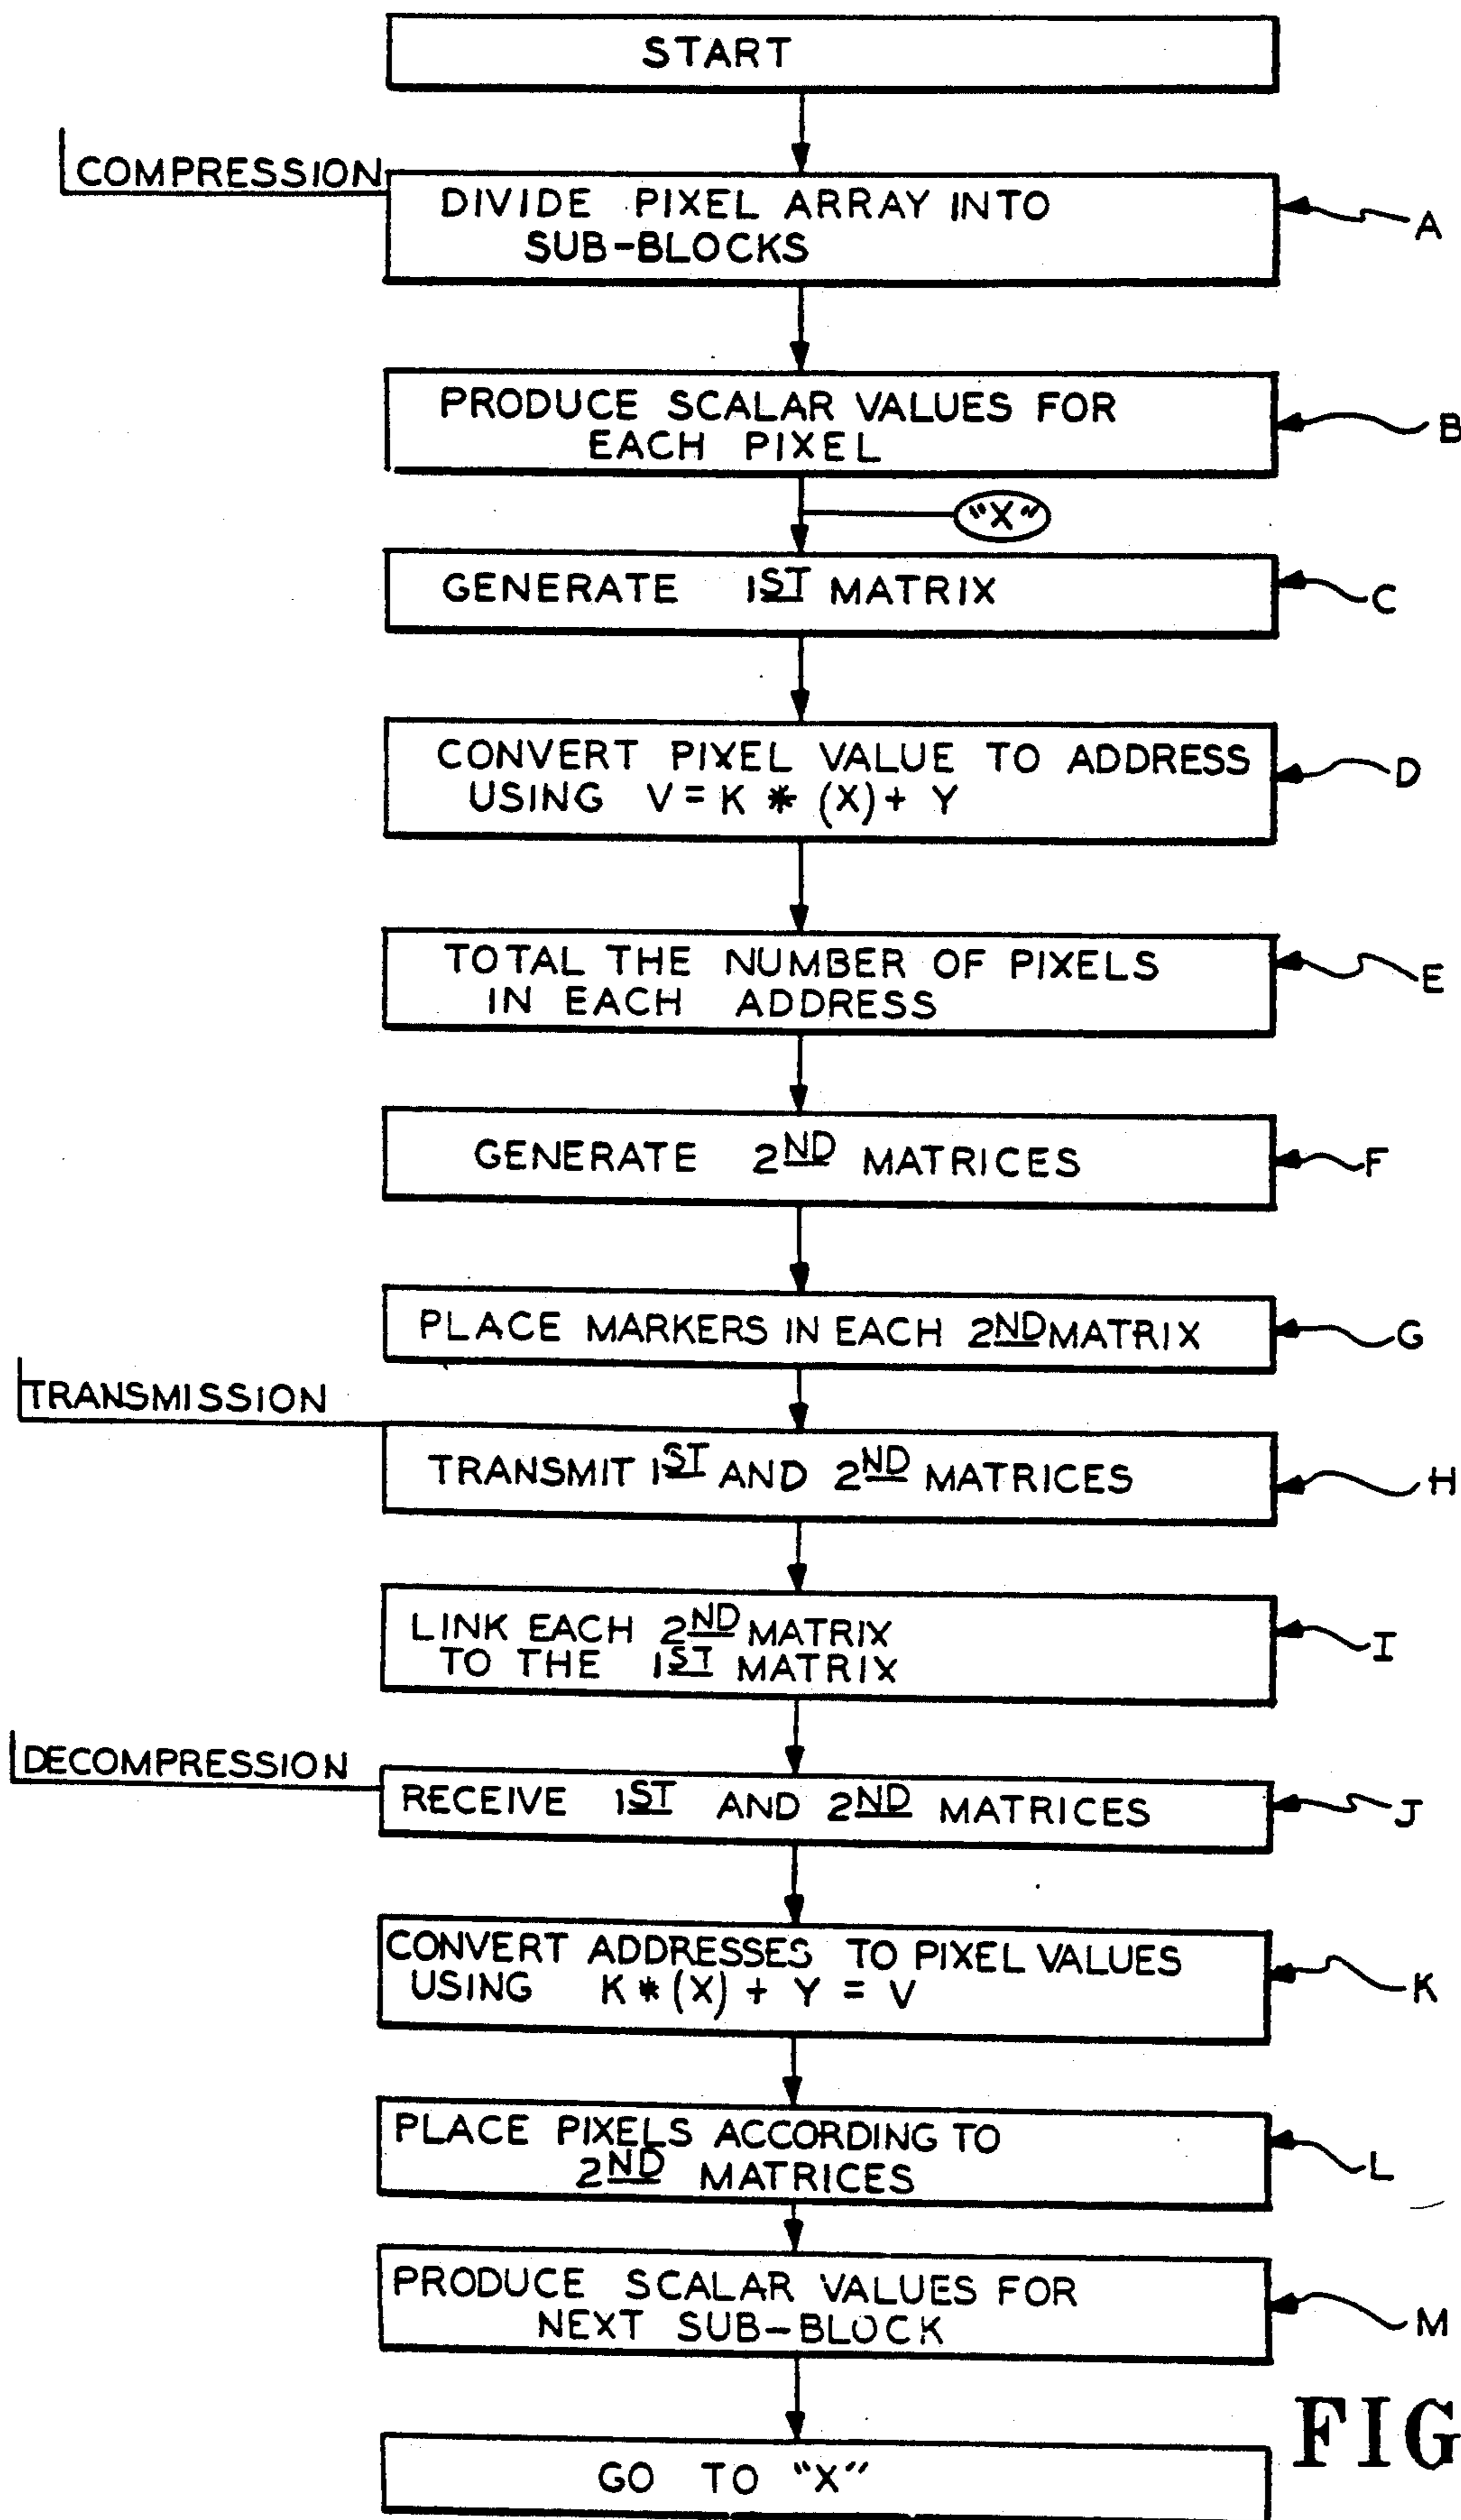 START
COMPRESSION
DIVIDE PIXEL ARRAY INTO
SUB-BLOCKS
A
PRODUCE SCALAR VALUES FOR
EACH PIXEL
B
"X"
GENERATE 1ST MATRIX
C
CONVERT PIXEL VALUE TO ADDRESS
USING V = K * (X) + Y
D
TOTAL THE NUMBER OF PIXELS
IN EACH ADDRESS
E
GENERATE 2ND MATRICES
F
PLACE MARKERS IN EACH 2ND MATRIX
G
TRANSMISSION
TRANSMIT 1ST AND 2ND MATRICES
H
LINK EACH 2ND MATRIX
TO THE 1ST MATRIX
I
DECOMPRESSION
RECEIVE 1ST AND 2ND MATRICES
J
CONVERT ADDRESSES TO PIXEL VALUES
USING K * (X) + Y = V
K
PLACE PIXELS ACCORDING TO
2ND MATRICES
L
PRODUCE SCALAR VALUES FOR
NEXT SUB-BLOCK
M
GO TO "X"
FIG